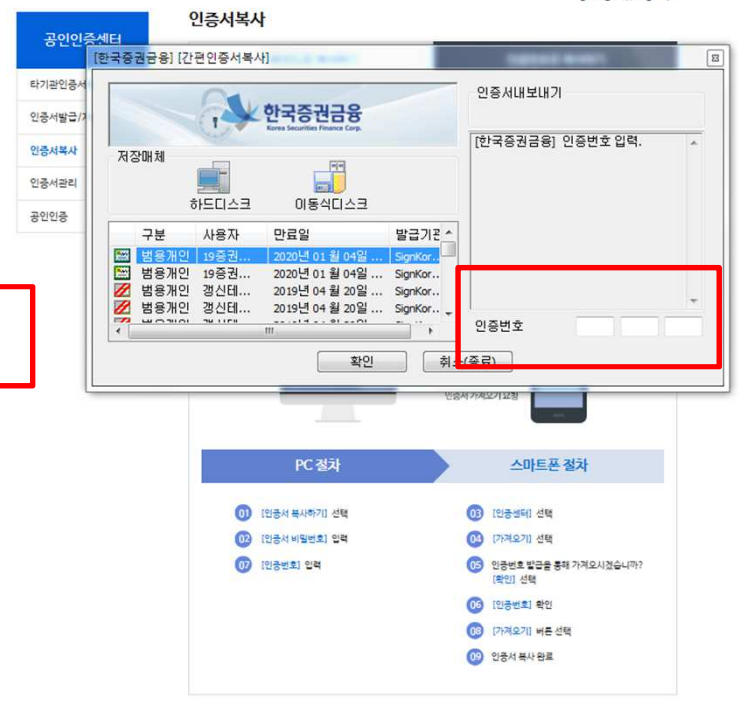 인증서복사
공인인증센터
타기관인증서
인증서발급/
인증서복사
인증서관리
공인인증
[한국증권금융] [간편인증서복사]
한국증권금융
Korea Securities Finance Corp.
저장매체
하드디스크 이동식디스크
구분 사용자 만료일 발급기관
범용개인 19증권... 2020년 01 월 04일 ... SignKor..
범용개인 19증권... 2020년 01 월 04일 ... SignKor..
범용개인 갱신테... 2019년 04 월 20일 ... SignKor..
범용개인 갱신테... 2019년 04 월 20일 ... SignKor..
인증서내보내기
[한국증권금융] 인증번호 입력.
인증번호
확인 취소(종료)
인증서 가져오기 요청
PC 절차
01 [인증서 복사하기] 선택
02 [인증서 비밀번호] 입력
07 [인증번호] 입력
스마트폰 절차
03 [인증센터] 선택
04 [가져오기] 선택
05 인증번호 발급을 통해 가져오시겠습니까?
[확인] 선택
06 [인증번호] 확인
08 [가져오기] 버튼 선택
09 인증서 복사 완료